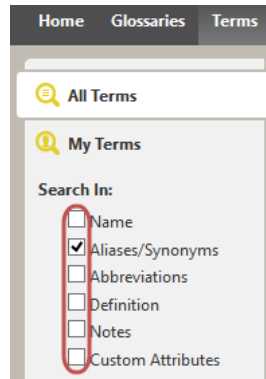 Home Glossaries Terms
All Terms
My Terms
Search In:
Name
Aliases/Synonyms
Abbreviations
Definition
Notes
Custom Attributes